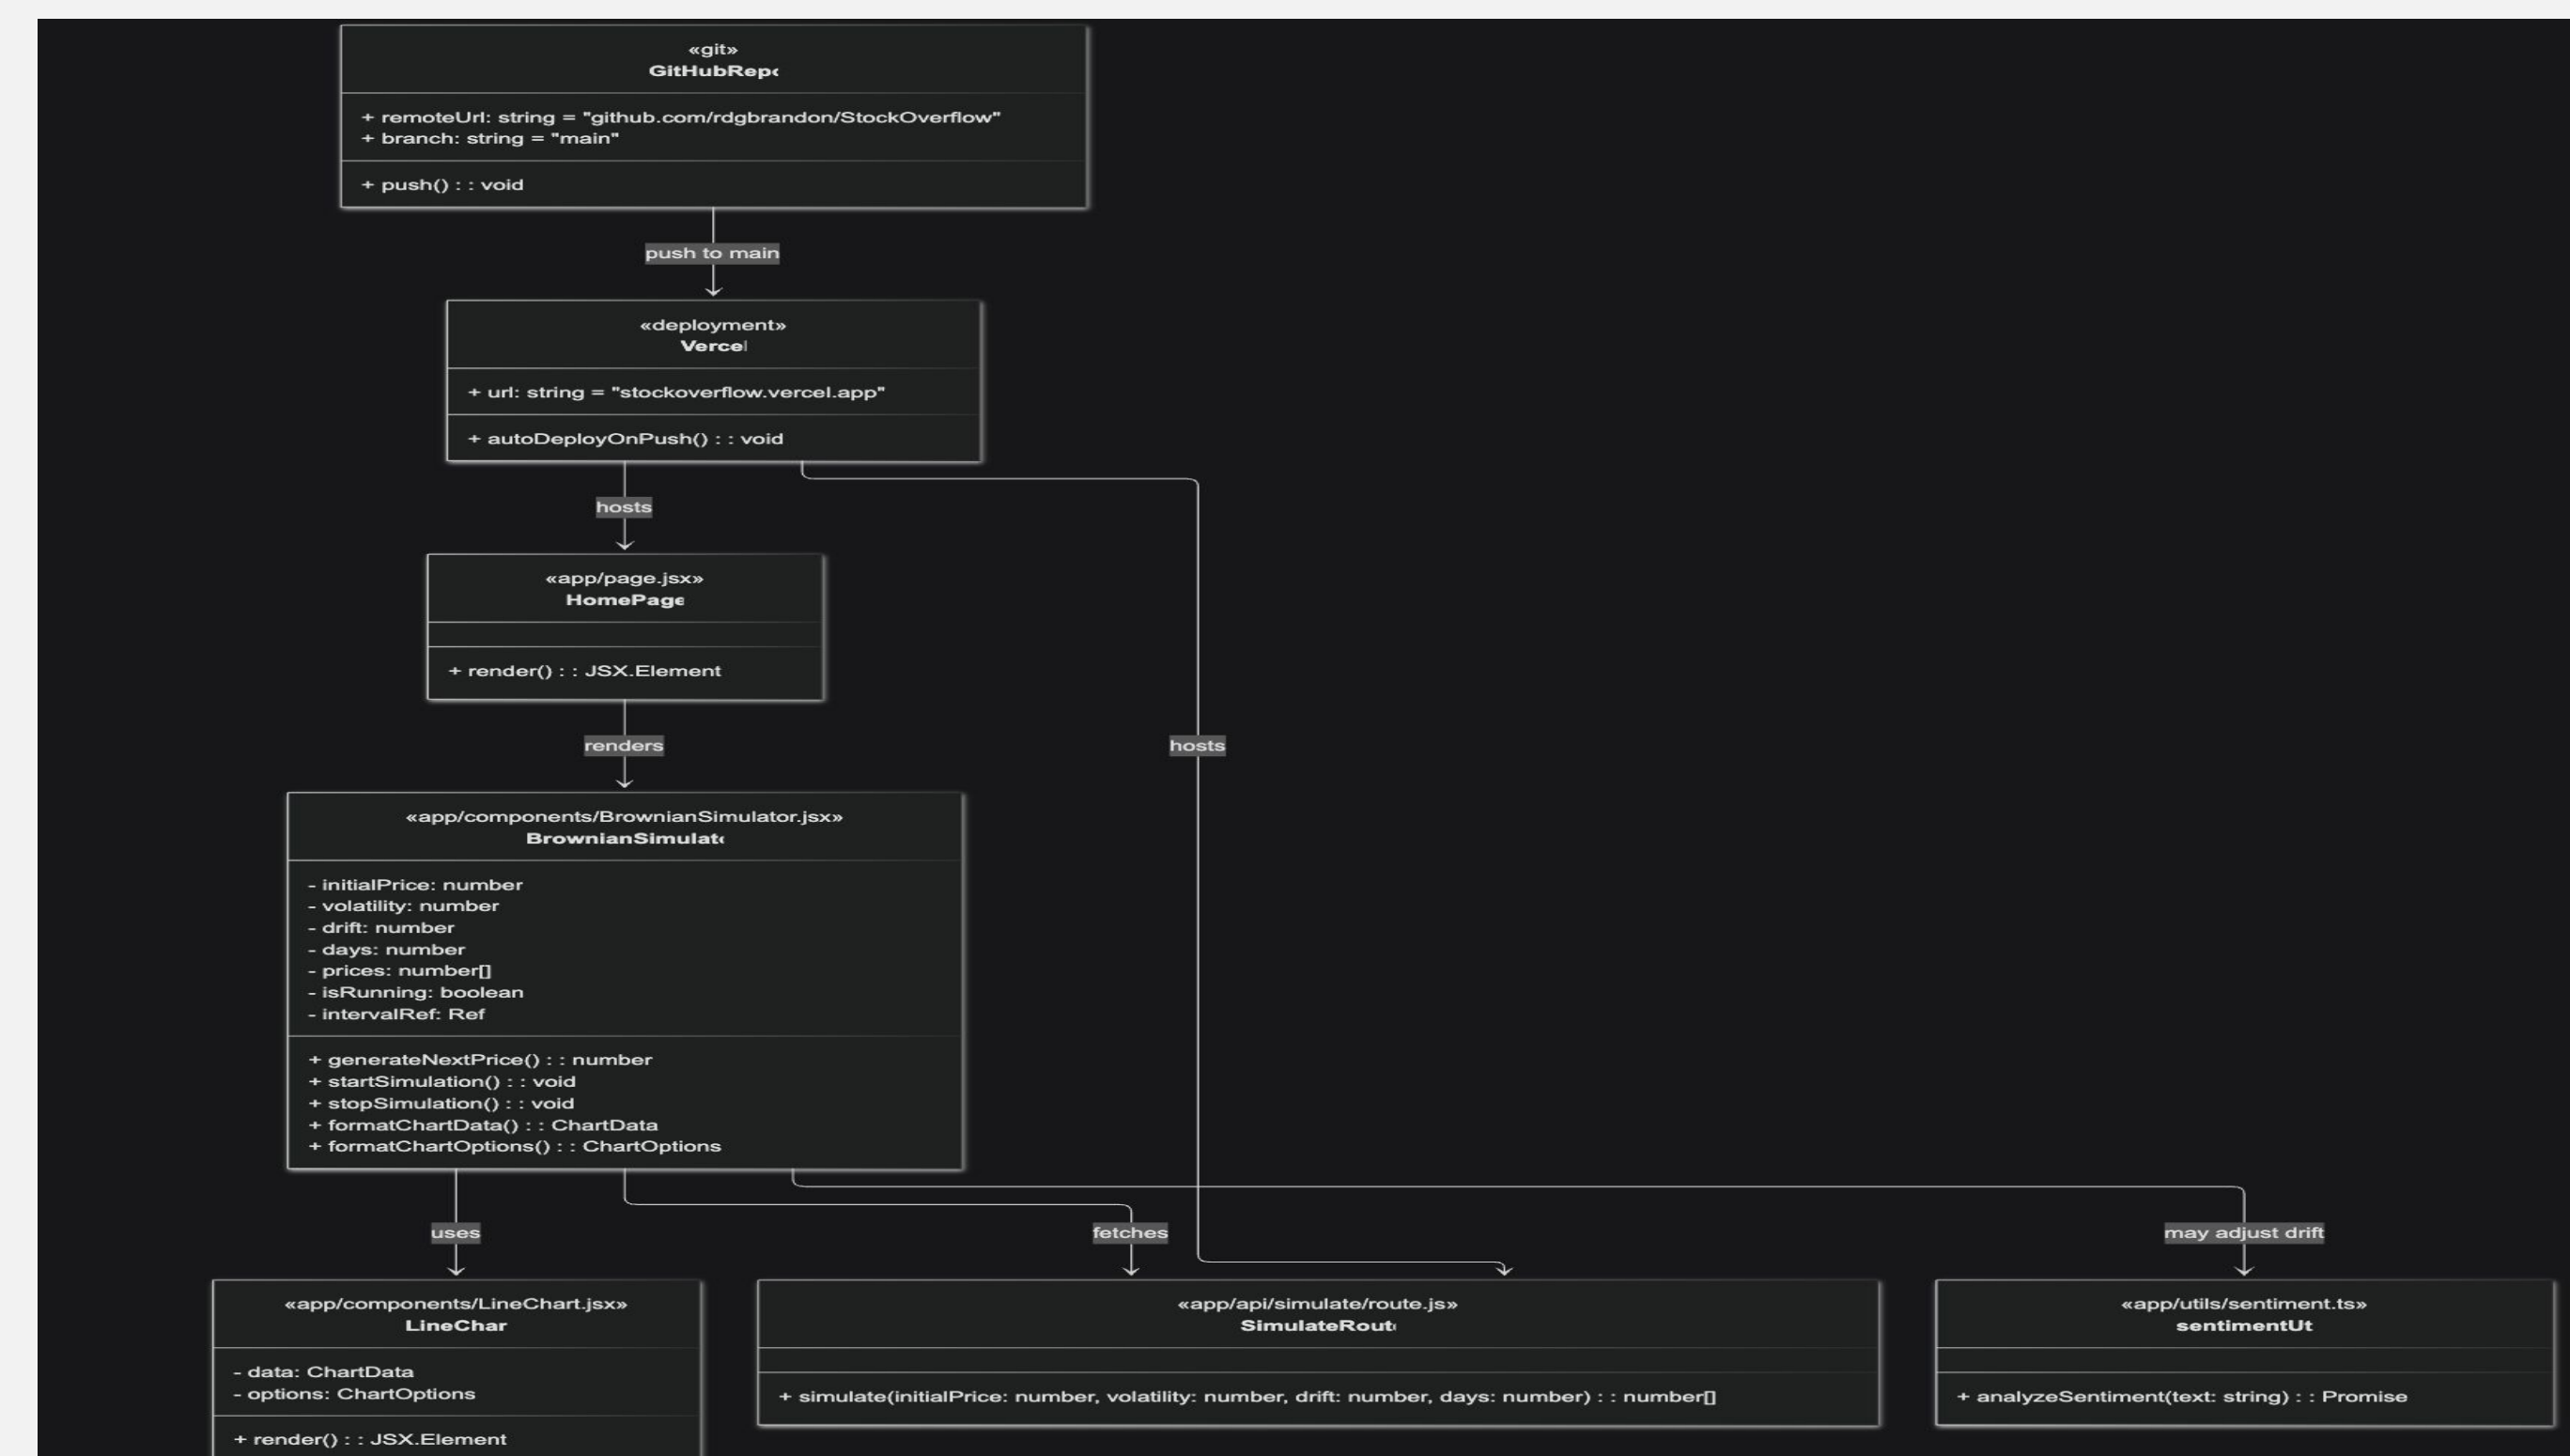 «git»
GitHubRepo
+ remoteUrl: string = "github.com/rdgbrandon/StockOverflow"
+ branch: string = "main"
+ push() : : void
push to main
«deployment»
Vercel
+ url: string = "stockoverflow.vercel.app"
+ autoDeployOnPush() : : void
hosts
«app/page.jsx»
HomePage
+ render() : : JSX.Element
renders
hosts
«app/components/BrownianSimulator.jsx»
BrownianSimulato
- initialPrice: number
- volatility: number
- drift: number
- days: number
- prices: number[]
- isRunning: boolean
- intervalRef: Ref
+ generateNextPrice() : : number
+ startSimulation() : : void
+ stopSimulation() : : void
+ formatChartData() : : ChartData
+ formatChartOptions() : : ChartOptions
uses
fetches
may adjust drift
«app/components/LineChart.jsx»
LineChar
- data: ChartData
- options: ChartOptions
+ render() : : JSX.Element
«app/api/simulate/route.js»
SimulateRoute
+ simulate(initialPrice: number, volatility: number, drift: number, days: number) : : number[]
«app/utils/sentiment.ts»
sentimentUt
+ analyzeSentiment(text: string) : : Promise